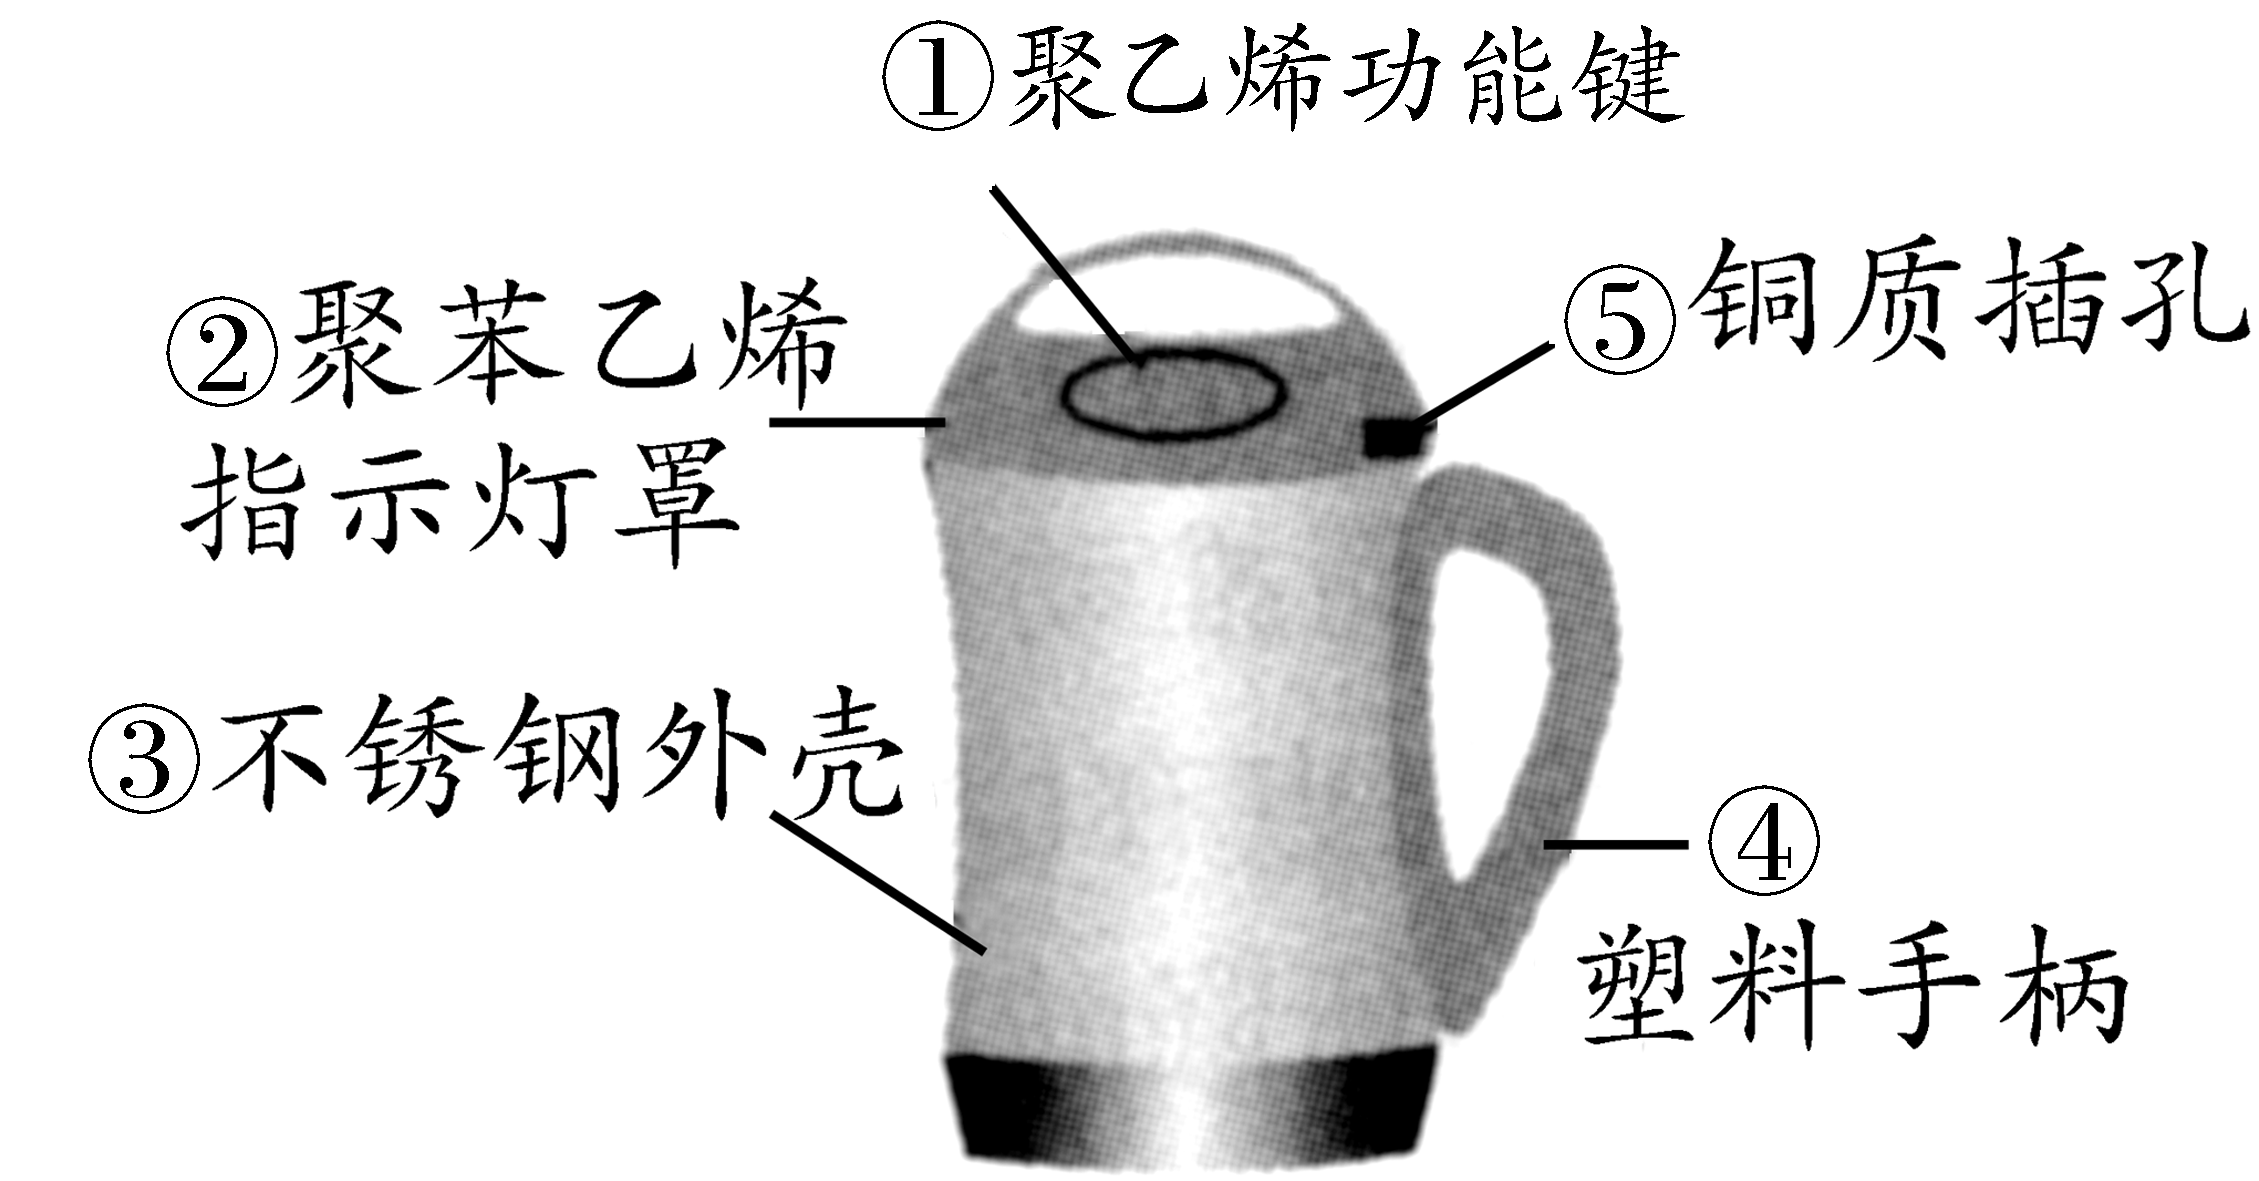 ①聚乙烯功能键
②聚苯乙烯
指示灯罩
③不锈钢外壳
④
塑料手柄
⑤铜质插孔